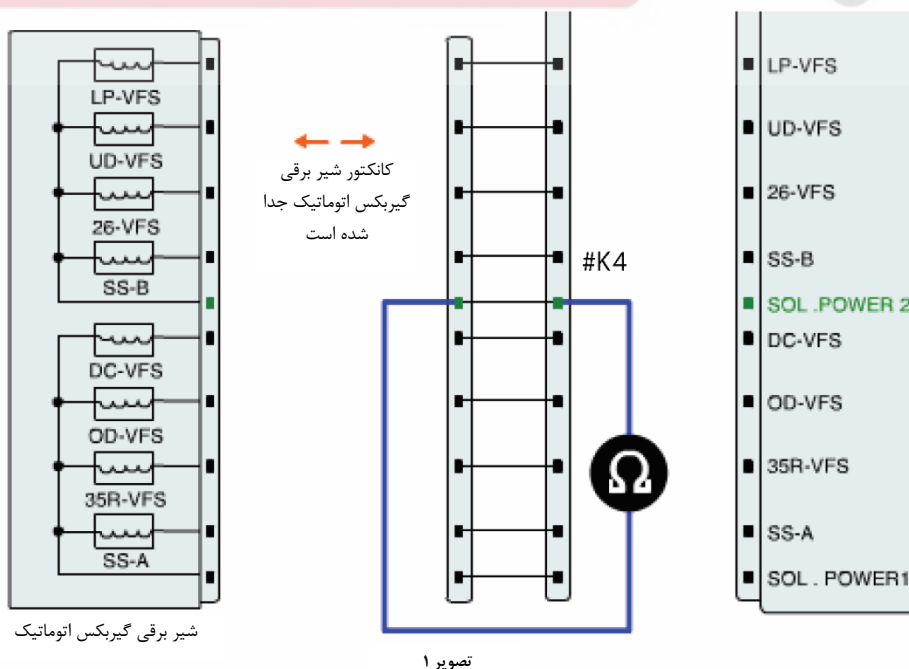 LP-VFS
UD-VFS
26-VFS
SS-B
DC-VFS
OD-VFS
35R-VFS
SS-A
شیر برقی گیربکس اتوماتیک
کانکتور شیر برقی
گیربکس اتوماتیک جدا
شده است
#K4
Ω
LP-VFS
UD-VFS
26-VFS
SS-B
SOL .POWER 2
DC-VFS
OD-VFS
35R-VFS
SS-A
SOL . POWER1
تصویر ۱